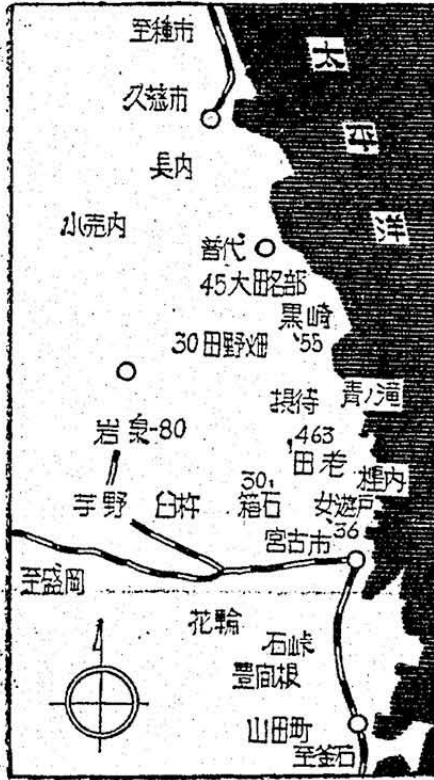 至種市
太平洋
久慈市
長内
小売内
普代
45大田名部
黒崎
55
30田野畑
摂待
青ノ滝
岩泉-80
463
田老
30
箱石
女遊戸
36
芋野
臼杵
宮古市
至盛岡
花輪
石峠
豊間根
山田町
至釜石